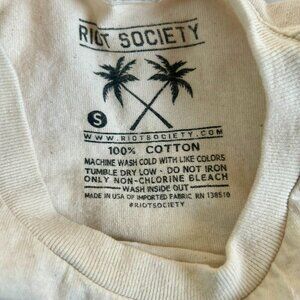 RIOT SOCIETY
S
WWW.RIOTSOCIETY.COM
100% COTTON
MACHINE WASH COLD WITH LIKE COLORS
TUMBLE DRY LOW - DO NOT IRON
ONLY NON-CHLORINE BLEACH
WASH INSIDE OUT
MADE IN USA OF IMPORTED FABRIC RN 138510
#RIOTSOCIETY